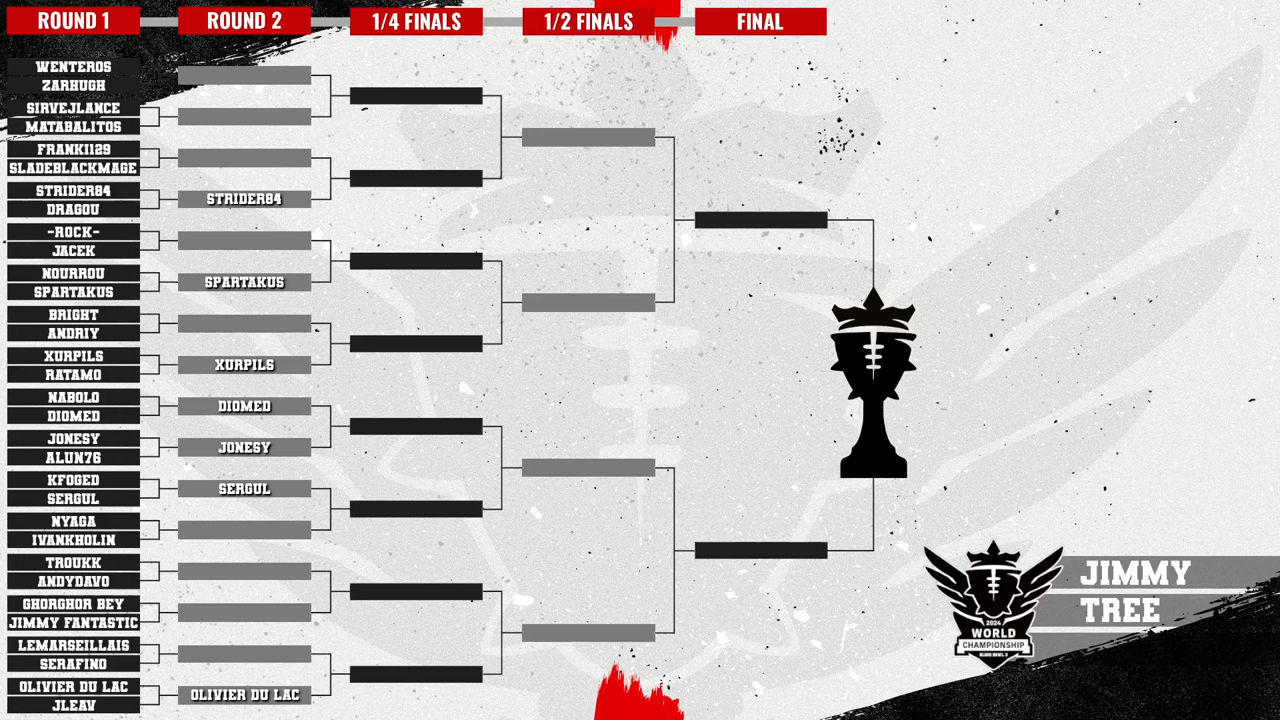 ROUND 1
ROUND 2
1/4 FINALS
1/2 FINALS
FINAL
WENTEROS
ZARHUGH
SIRVEJLANCE
MATABALITOS
FRANKI129
SLADEBLACKMAGE
STRIDER84
DRAGOU
-ROCK-
JACEK
NOURROU
SPARTAKUS
BRIGHT
ANDRIY
XURPILS
RATAMO
NABOLO
DIOMED
JONESY
ALUN76
KFOGED
SERGUL
NYAGA
IVANKHOLIN
TROUKK
ANDYDAVO
GHORGHOR BEY
JIMMY FANTASTIC
LEMARSEILLAIS
SERAFINO
OLIVIER DU LAC
JLEAV
STRIDER84
SPARTAKUS
XURPILS
DIOMED
JONESY
SERGUL
OLIVIER DU LAC
JIMMY
TREE
2024
WORLD
CHAMPIONSHIP
BLOOD BOWL 3